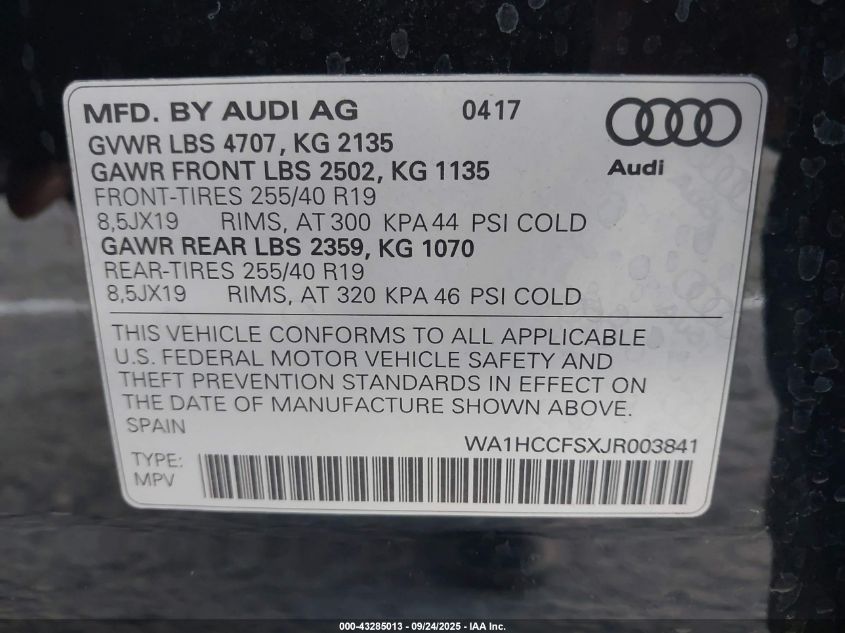 MFD. BY AUDI AG 0417
Audi
GVWR LBS 4707, KG 2135
GAWR FRONT LBS 2502, KG 1135
FRONT-TIRES 255/40 R19
8,5JX19 RIMS, AT 300 KPA 44 PSI COLD
GAWR REAR LBS 2359, KG 1070
REAR-TIRES 255/40 R19
8,5JX19 RIMS, AT 320 KPA 46 PSI COLD
THIS VEHICLE CONFORMS TO ALL APPLICABLE
U.S. FEDERAL MOTOR VEHICLE SAFETY AND
THEFT PREVENTION STANDARDS IN EFFECT ON
THE DATE OF MANUFACTURE SHOWN ABOVE.
SPAIN
WA1HCCFSXJR003841
TYPE:
MPV
000-43285013 - 09/24/2025 - IAA Inc.